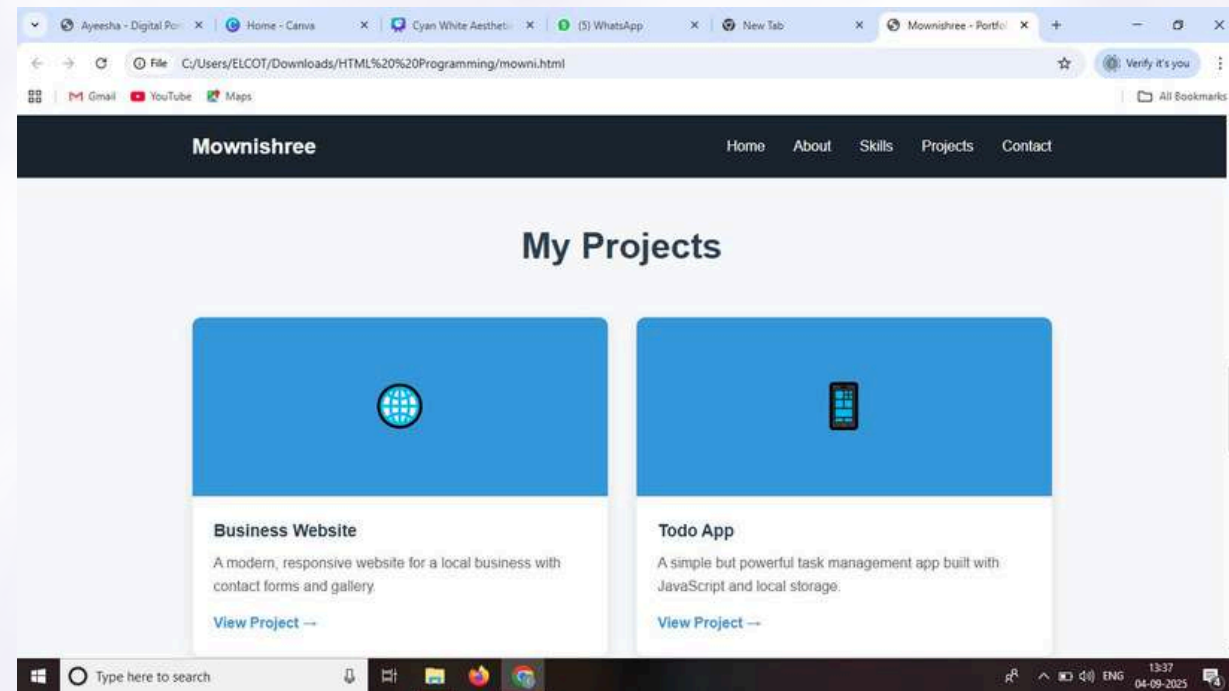 Ayeesha - Digital Por
Home - Canva
Cyan White Aestheti
(5) WhatsApp
New Tab
Mownishree - Portfol
File C:/Users/ELCOT/Downloads/HTML%20%20Programming/mowni.html
Verify it's you
Gmail YouTube Maps
All Bookmarks
Mownishree
Home About Skills Projects Contact
My Projects
Business Website
A modern, responsive website for a local business with
contact forms and gallery.
View Project →
Todo App
A simple but powerful task management app built with
JavaScript and local storage.
View Project →
Type here to search
ENG
13:37
04-09-2025